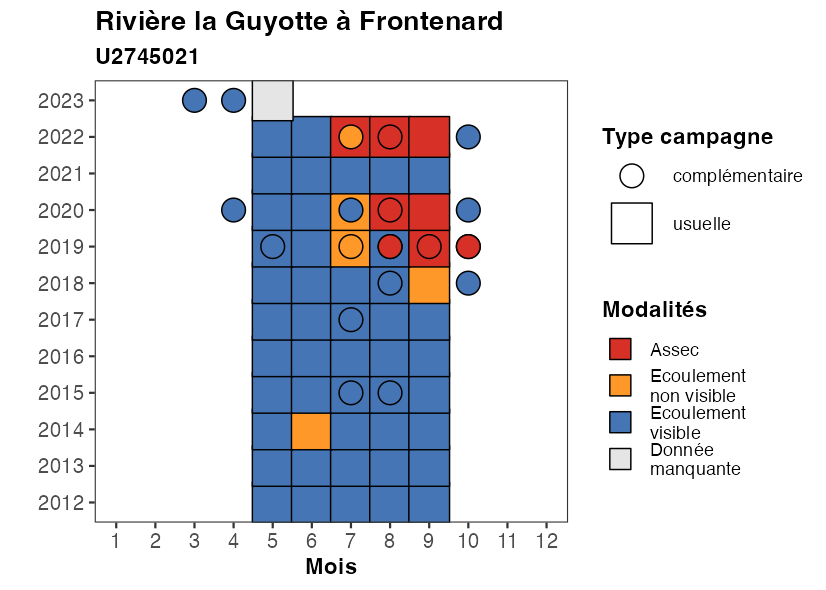 Rivière la Guyotte à Frontenard
U2745021
2023
2022
2021
2020
2019
2018
2017
2016
2015
2014
2013
2012
1 2 3 4 5 6 7 8 9 10 11 12
Mois
Type campagne
complémentaire
usuelle
Modalités
Assec
Ecoulement
non visible
Ecoulement
visible
Donnée
manquante